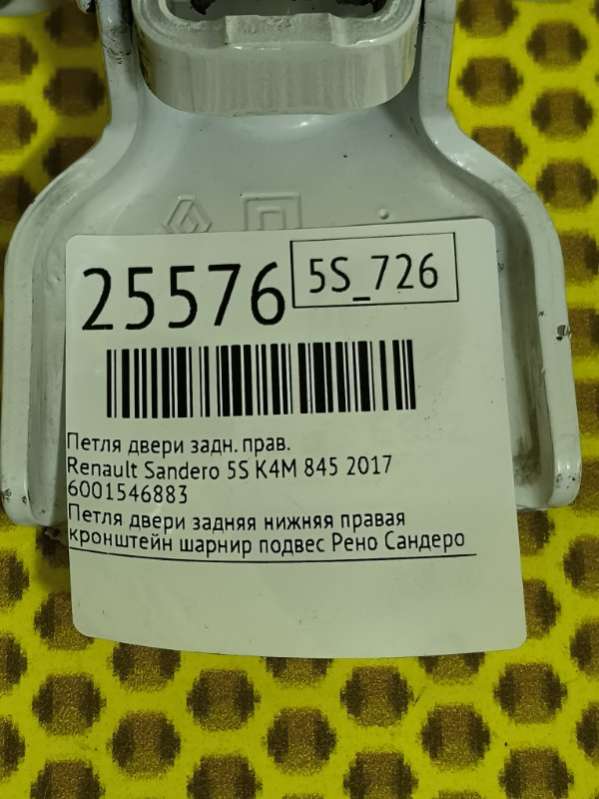 25576
5S_726
Петля двери задн. прав.
Renault Sandero 5S K4M 845 2017
6001546883
Петля двери задняя нижняя правая
кронштейн шарнир подвес Рено Сандеро